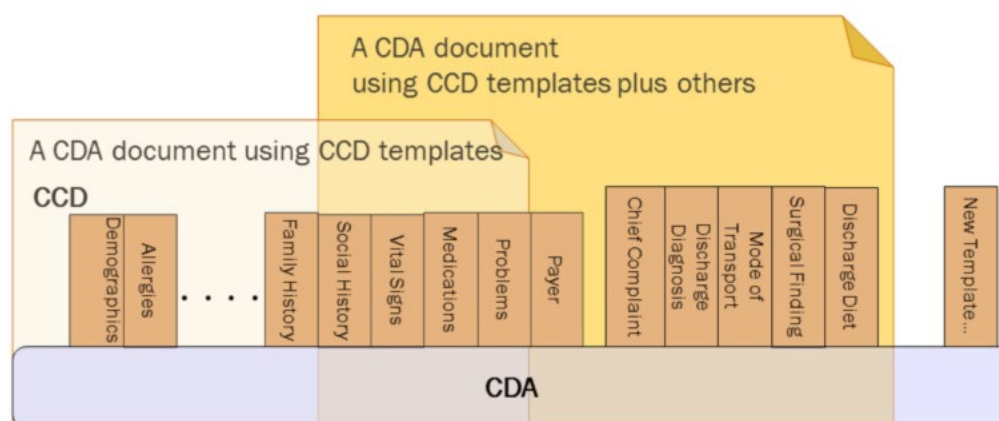 A CDA document
using CCD templates plus others
A CDA document using CCD templates
CCD
Demographics
Allergies
. . . . .
Family History
Social History
Vital Signs
Medications
Problems
Payer
Chief Complaint
Discharge
Diagnosis
Mode of
Transport
Surgical Finding
Discharge Diet
New Template...
CDA